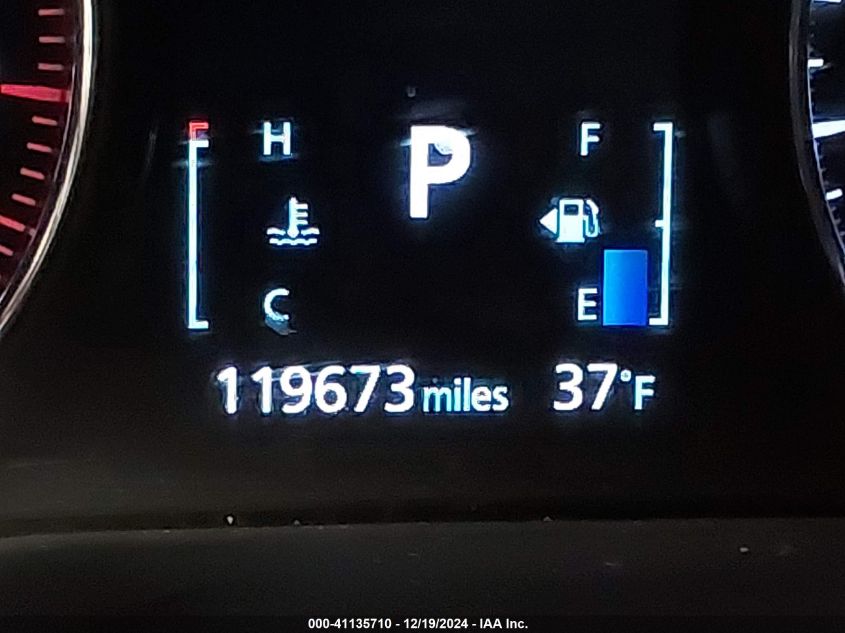 H P F
C E
119673 miles 37°F
000-41135710 - 12/19/2024 - IAA Inc.